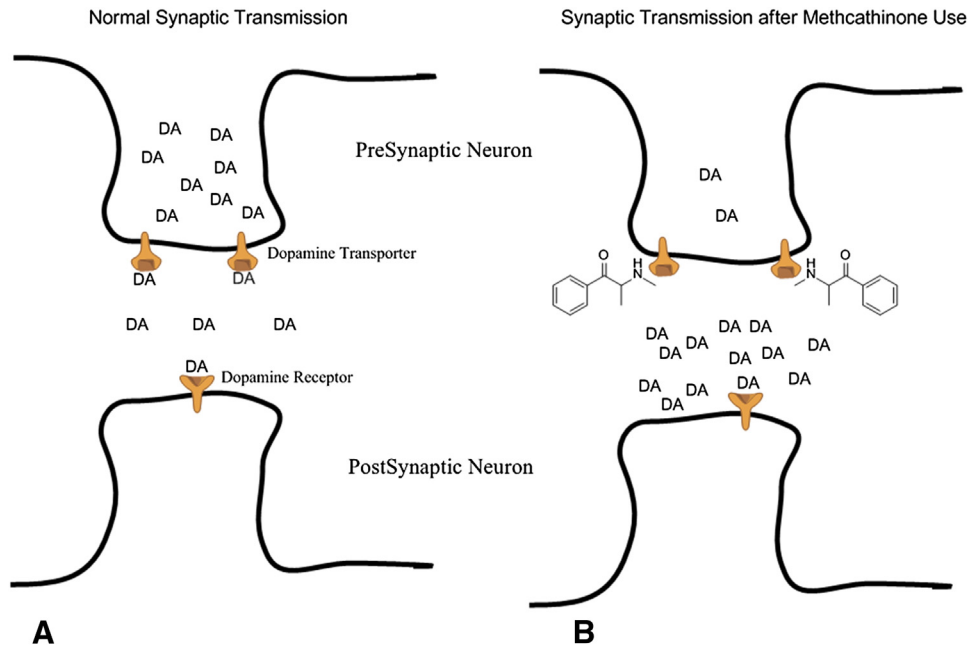 Normal Synaptic Transmission
DA
DA
DA
DA
DA
DA
DA
DA
Dopamine Transporter
DA
DA
DA
DA
DA
DA
Dopamine Receptor
A
PreSynaptic Neuron
PostSynaptic Neuron
Synaptic Transmission after Methcathinone Use
DA
DA
O
H
N
H
N
O
DA
DA
DA
DA
DA
DA
DA
DA
DA
DA
DA
DA
DA
B